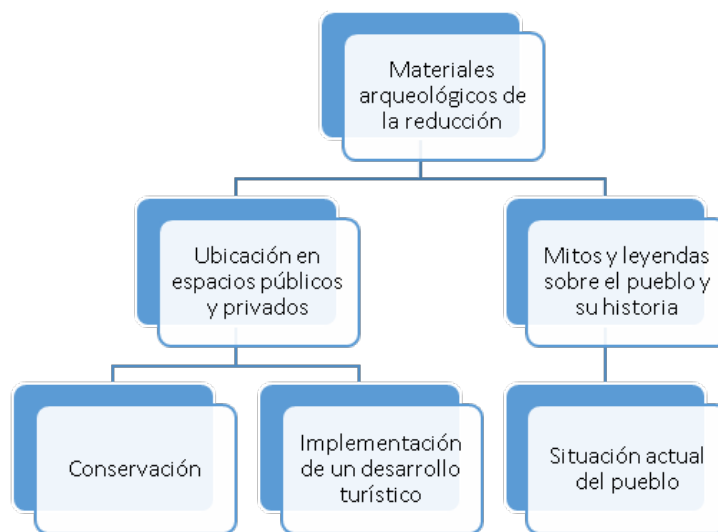 Materiales
arqueológicos de
la reducción
Ubicación en
espacios públicos
y privados
Mitos y leyendas
sobre el pueblo y
su historia
Conservación
Implementación
de un desarrollo
turístico
Situación actual
del pueblo